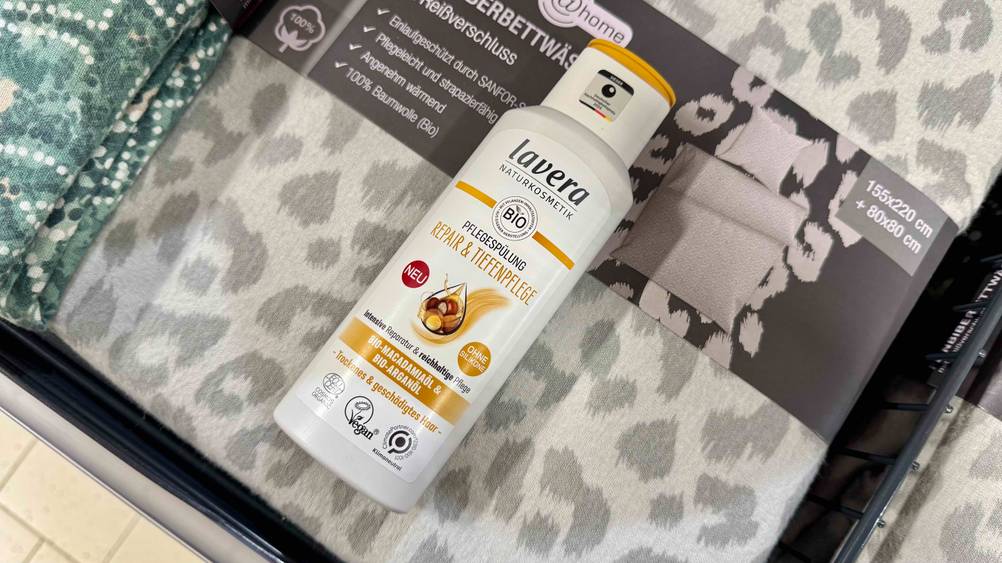 @home
Reißverschluss
100%
✓ Einlaufgeschützt durch SANFOR-
✓ Pflegeleicht und strapazierfähig
✓ Angenehm wärmend
✓ 100% Baumwolle (Bio)
155x220 cm
+ 80x80 cm
lavera
NATURKOSMETIK
BIO
PFLEGESPÜLUNG
REPAIR & TIEFENPFLEGE
NEU
Intensive Reparatur & reichhaltige Pflege
OHNE
SILIKONE
BIO-MACADAMIAÖL &
BIO-ARGANÖL
- Trockenes & geschädigtes Haar -
COSMOS
ORGANIC
Vegan
Klimaneutral